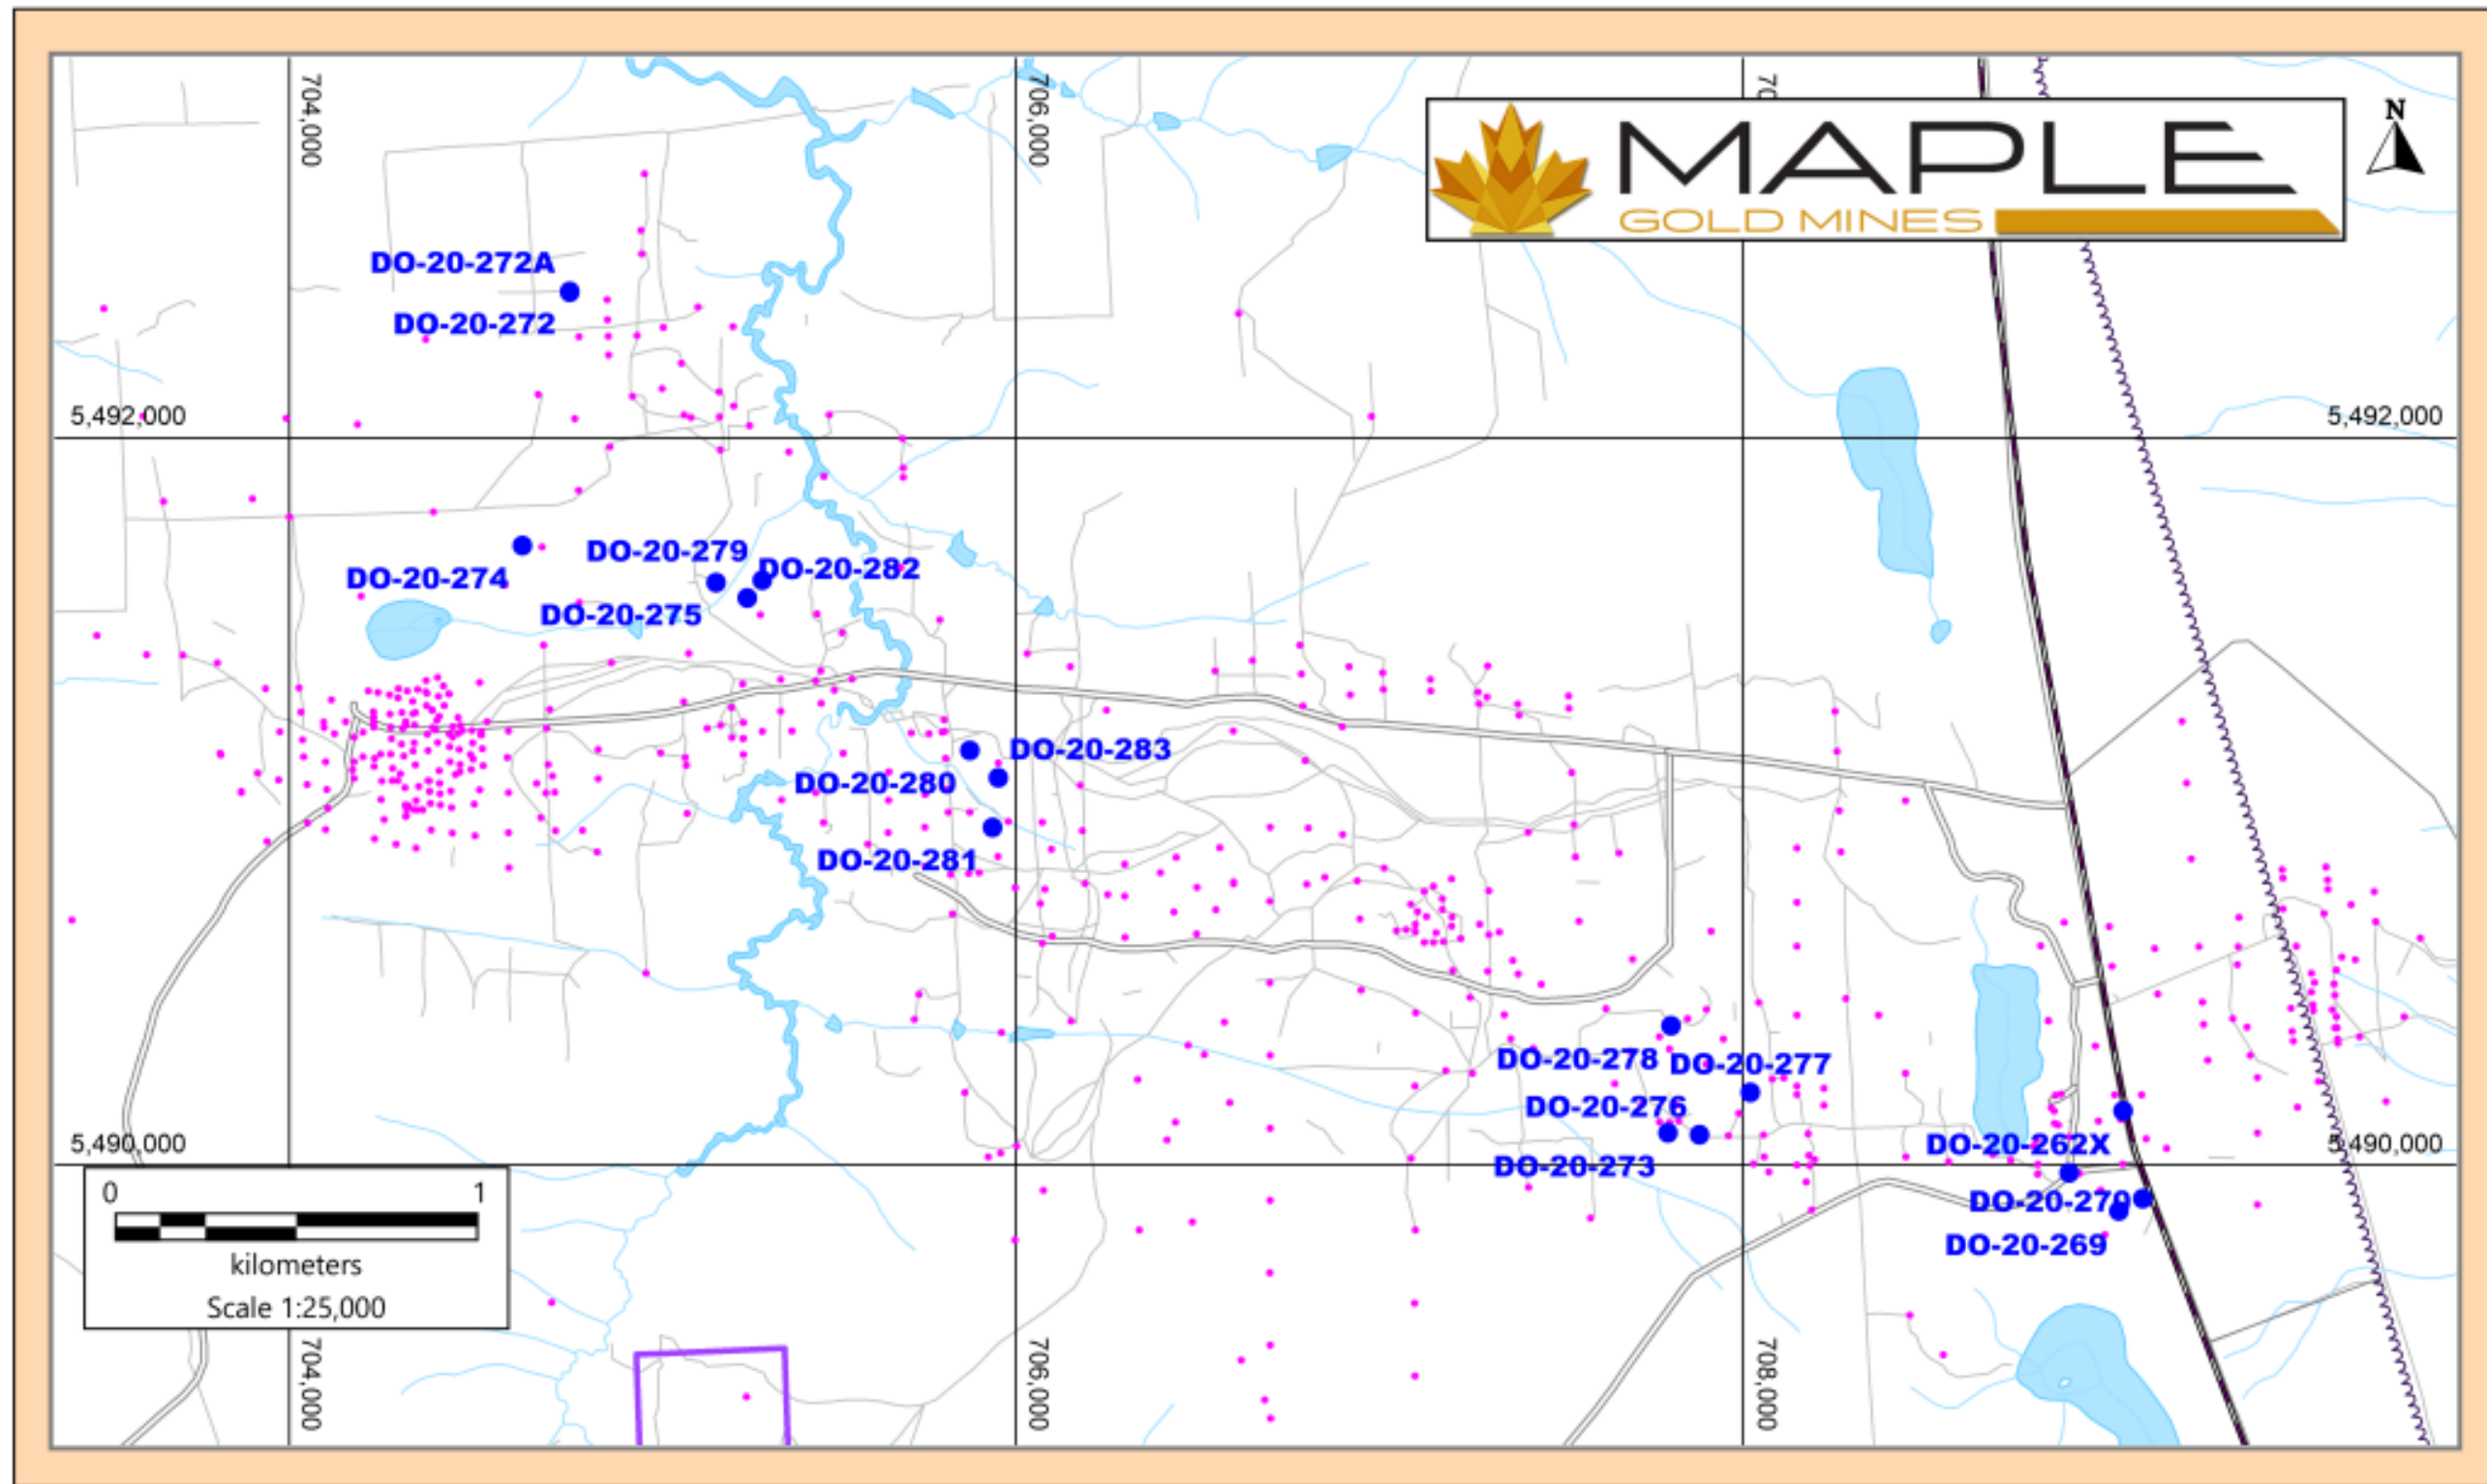 704,000
706,000
70
N
MAPLE
GOLD MINES
DO-20-272A
DO-20-272
5,492,000
5,492,000
DO-20-279
DO-20-282
DO-20-274
DO-20-275
DO-20-283
DO-20-280
DO-20-281
DO-20-278
DO-20-277
DO-20-276
5,490,000
DO-20-262X
5,490,000
DO-20-273
DO-20-270
DO-20-269
0 1
kilometers
Scale 1:25,000
704,000
706,000
708,000